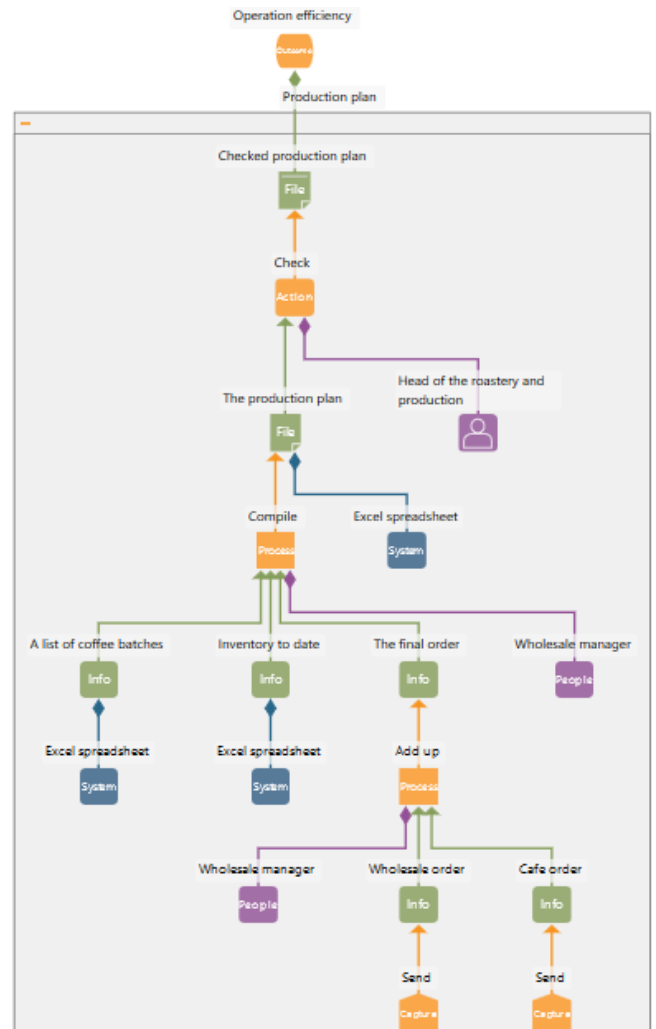 Operation efficiency
Outcome
Production plan
Checked production plan
File
Check
Action
Head of the roastery and
production
The production plan
File
Compile
Excel spreadsheet
Process
System
A list of coffee batches
Inventory to date
The final order
Wholesale manager
Info
Info
Info
People
Excel spreadsheet
Excel spreadsheet
Add up
System
System
Process
Wholesale manager
Wholesale order
Cafe order
People
Info
Info
Send
Send
Capture
Capture